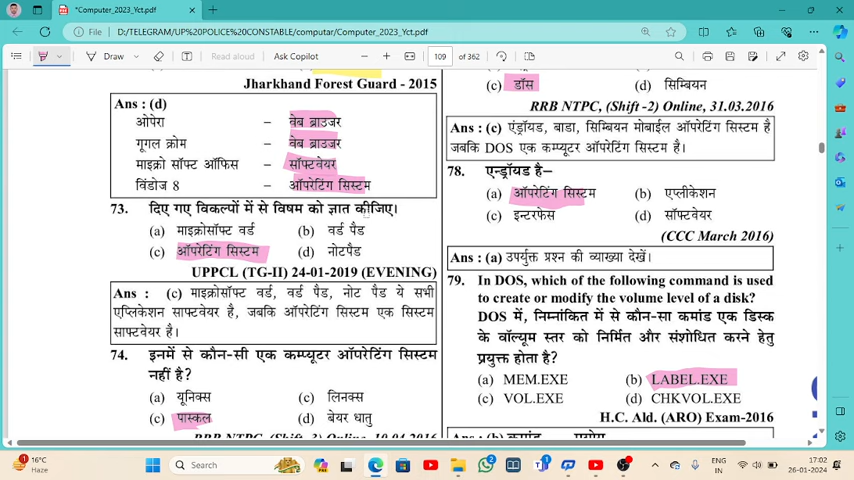 *Computer_2023_Yct.pdf
D:/TELEGRAM/UP%20POLICE%20CONSTABLE/computar/Computer_2023_Yct.pdf
Draw
Read aloud
Ask Copilot
109 of 362
Jharkhand Forest Guard - 2015
Ans : (d)
ओपेरा – वेब ब्राउजर
गूगल क्रोम – वेब ब्राउजर
माइक्रो सॉफ्ट ऑफिस – सॉफ्टवेयर
विंडोज 8 – ऑपरेटिंग सिस्टम
73. दिए गए विकल्पों में से विषम को ज्ञात कीजिए।
(a) माइक्रोसॉफ्ट वर्ड (b) वर्ड पैड
(c) ऑपरेटिंग सिस्टम (d) नोटपैड
UPPCL (TG-II) 24-01-2019 (EVENING)
Ans : (c) माइक्रोसॉफ्ट वर्ड, वर्ड पैड, नोट पैड ये सभी
एप्लिकेशन साफ्टवेयर है, जबकि ऑपरेटिंग सिस्टम एक सिस्टम
साफ्टवेयर है।
74. इनमें से कौन-सी एक कम्प्यूटर ऑपरेटिंग सिस्टम
नहीं है?
(a) यूनिक्स (c) लिनक्स
(c) पास्कल (d) बेयर धातु
RRB NTPC, (Shift-3) Online, 10.04.2016
(c) डॉस (d) सिम्बियन
RRB NTPC, (Shift-2) Online, 31.03.2016
Ans : (c) एंड्रॉयड, बाडा, सिम्बियन मोबाईल ऑपरेटिंग सिस्टम है
जबकि DOS एक कम्प्यूटर ऑपरेटिंग सिस्टम है।
78. एन्ड्रॉयड है–
(a) ऑपरेटिंग सिस्टम (b) एप्लीकेशन
(c) इन्टरफेस (d) सॉफ्टवेयर
(CCC March 2016)
Ans : (a) उपर्युक्त प्रश्न की व्याख्या देखें।
79. In DOS, which of the following command is used
to create or modify the volume level of a disk?
DOS में, निम्नांकित में से कौन-सा कमांड एक डिस्क
के वॉल्यूम स्तर को निर्मित और संशोधित करने हेतु
प्रयुक्त होता है?
(a) MEM.EXE (b) LABEL.EXE
(c) VOL.EXE (d) CHKVOL.EXE
H.C. Ald. (ARO) Exam-2016
16°C
Haze
Search
ENG
IN
17:02
26-01-2024